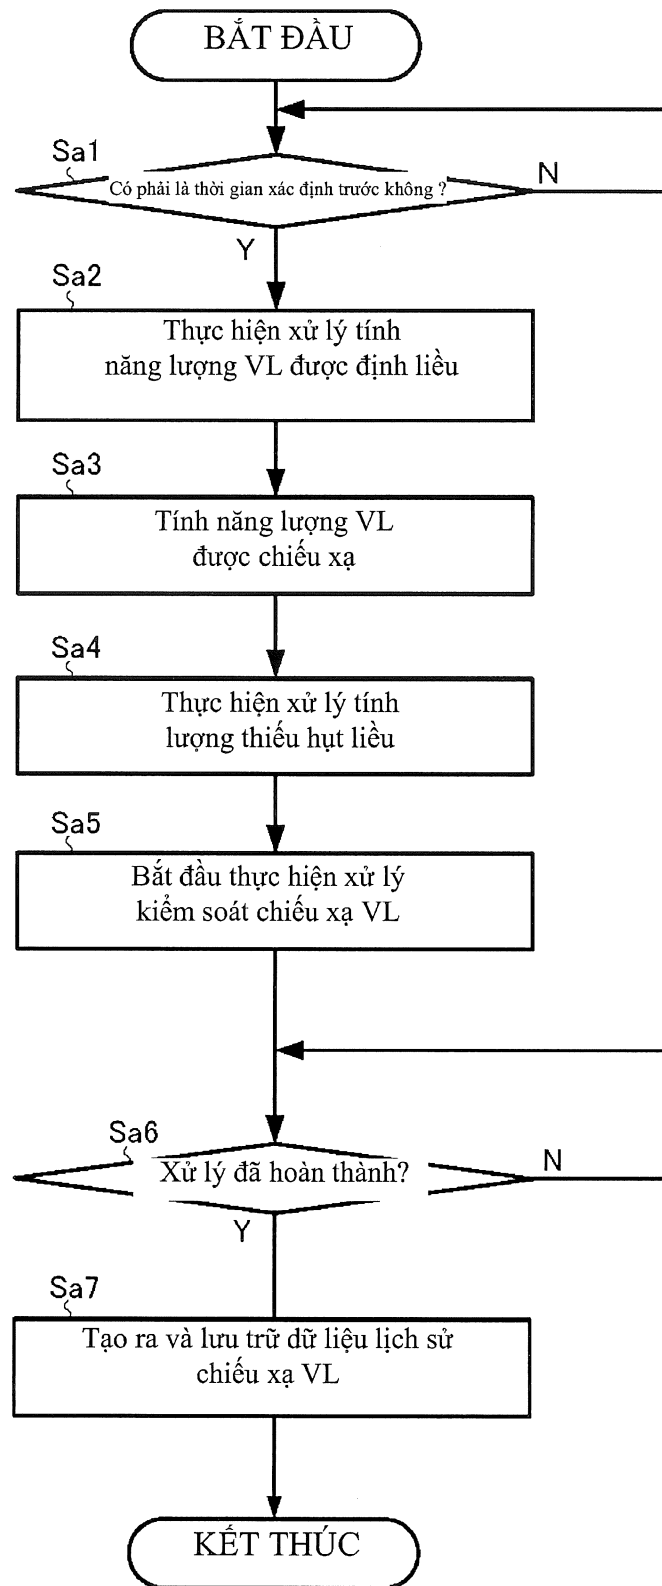 BẮT ĐẦU
Sa1
Có phải là thời gian xác định trước không ?
N
Y
Sa2
Thực hiện xử lý tính
năng lượng VL được định liều
Sa3
Tính năng lượng VL
được chiếu xạ
Sa4
Thực hiện xử lý tính
lượng thiếu hụt liều
Sa5
Bắt đầu thực hiện xử lý
kiểm soát chiếu xạ VL
Sa6
Xử lý đã hoàn thành?
N
Y
Sa7
Tạo ra và lưu trữ dữ liệu lịch sử
chiếu xạ VL
KẾT THÚC